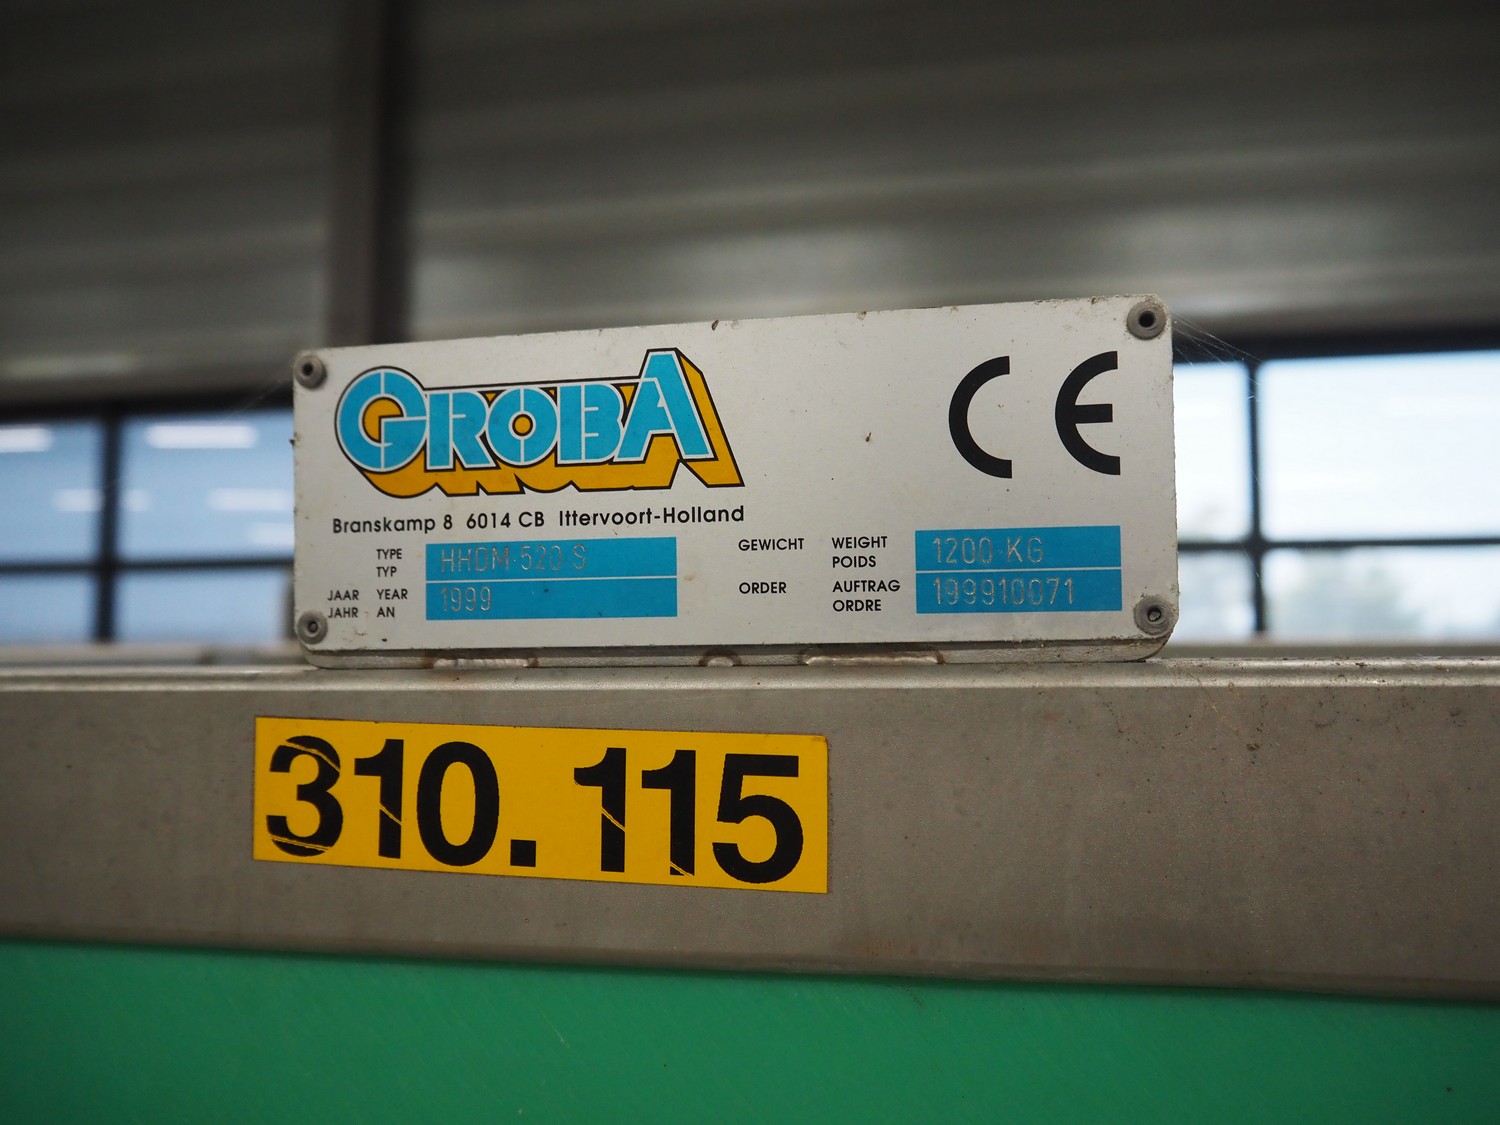 GROBA
CE
Branskamp 8 6014 CB Ittervoort-Holland
TYPE HHDM-520-S GEWICHT WEIGHT 1200-KG
TYP POIDS
JAAR YEAR 1999 ORDER AUFTRAG 199910071
JAHR AN ORDRE
310.115